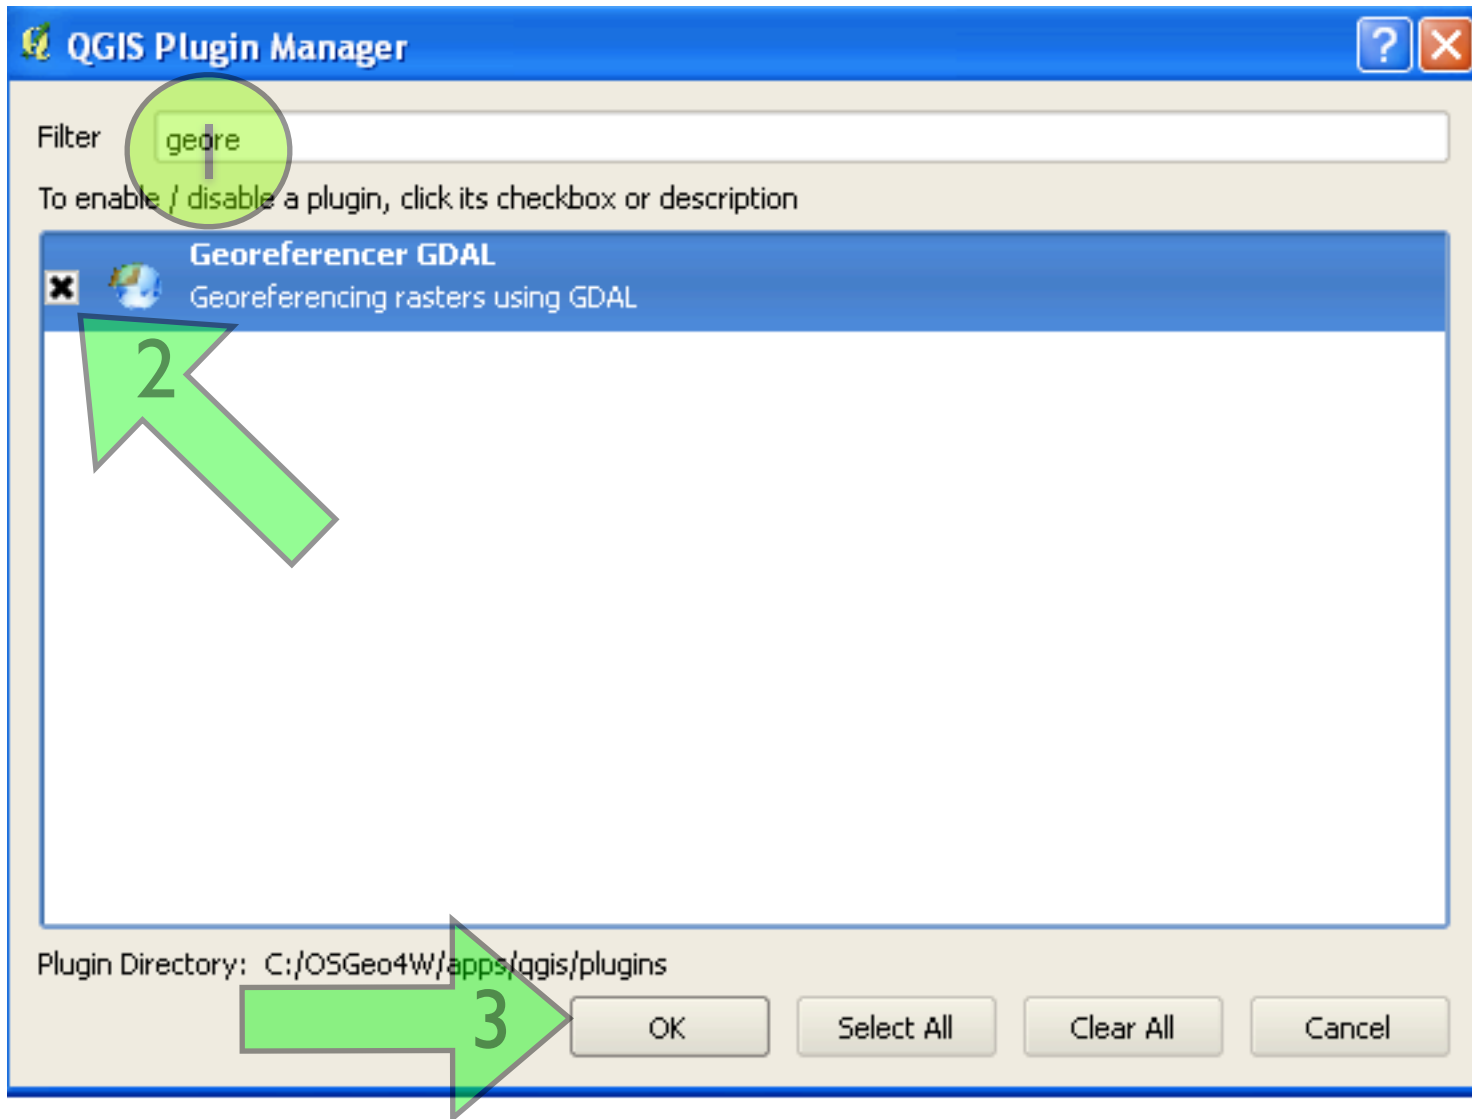 QGIS Plugin Manager
?
Filter
geore
1
To enable / disable a plugin, click its checkbox or description
Georeferencer GDAL
Georeferencing rasters using GDAL
2
Plugin Directory: C:/OSGeo4W/apps/qgis/plugins
3
OK
Select All
Clear All
Cancel